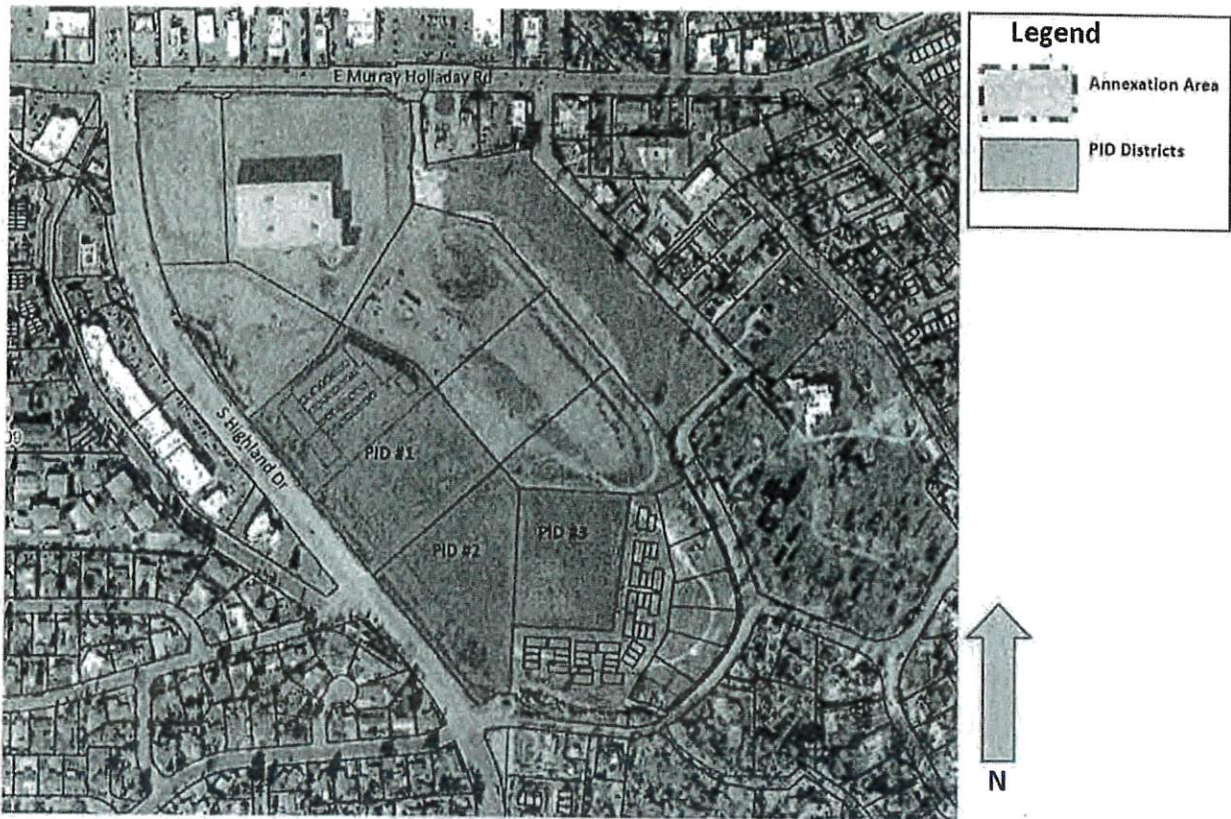 Legend
Annexation Area
PID Districts
E Murray Holladay Rd
S Highland Dr
PID #1
PID #2
PID #3
N